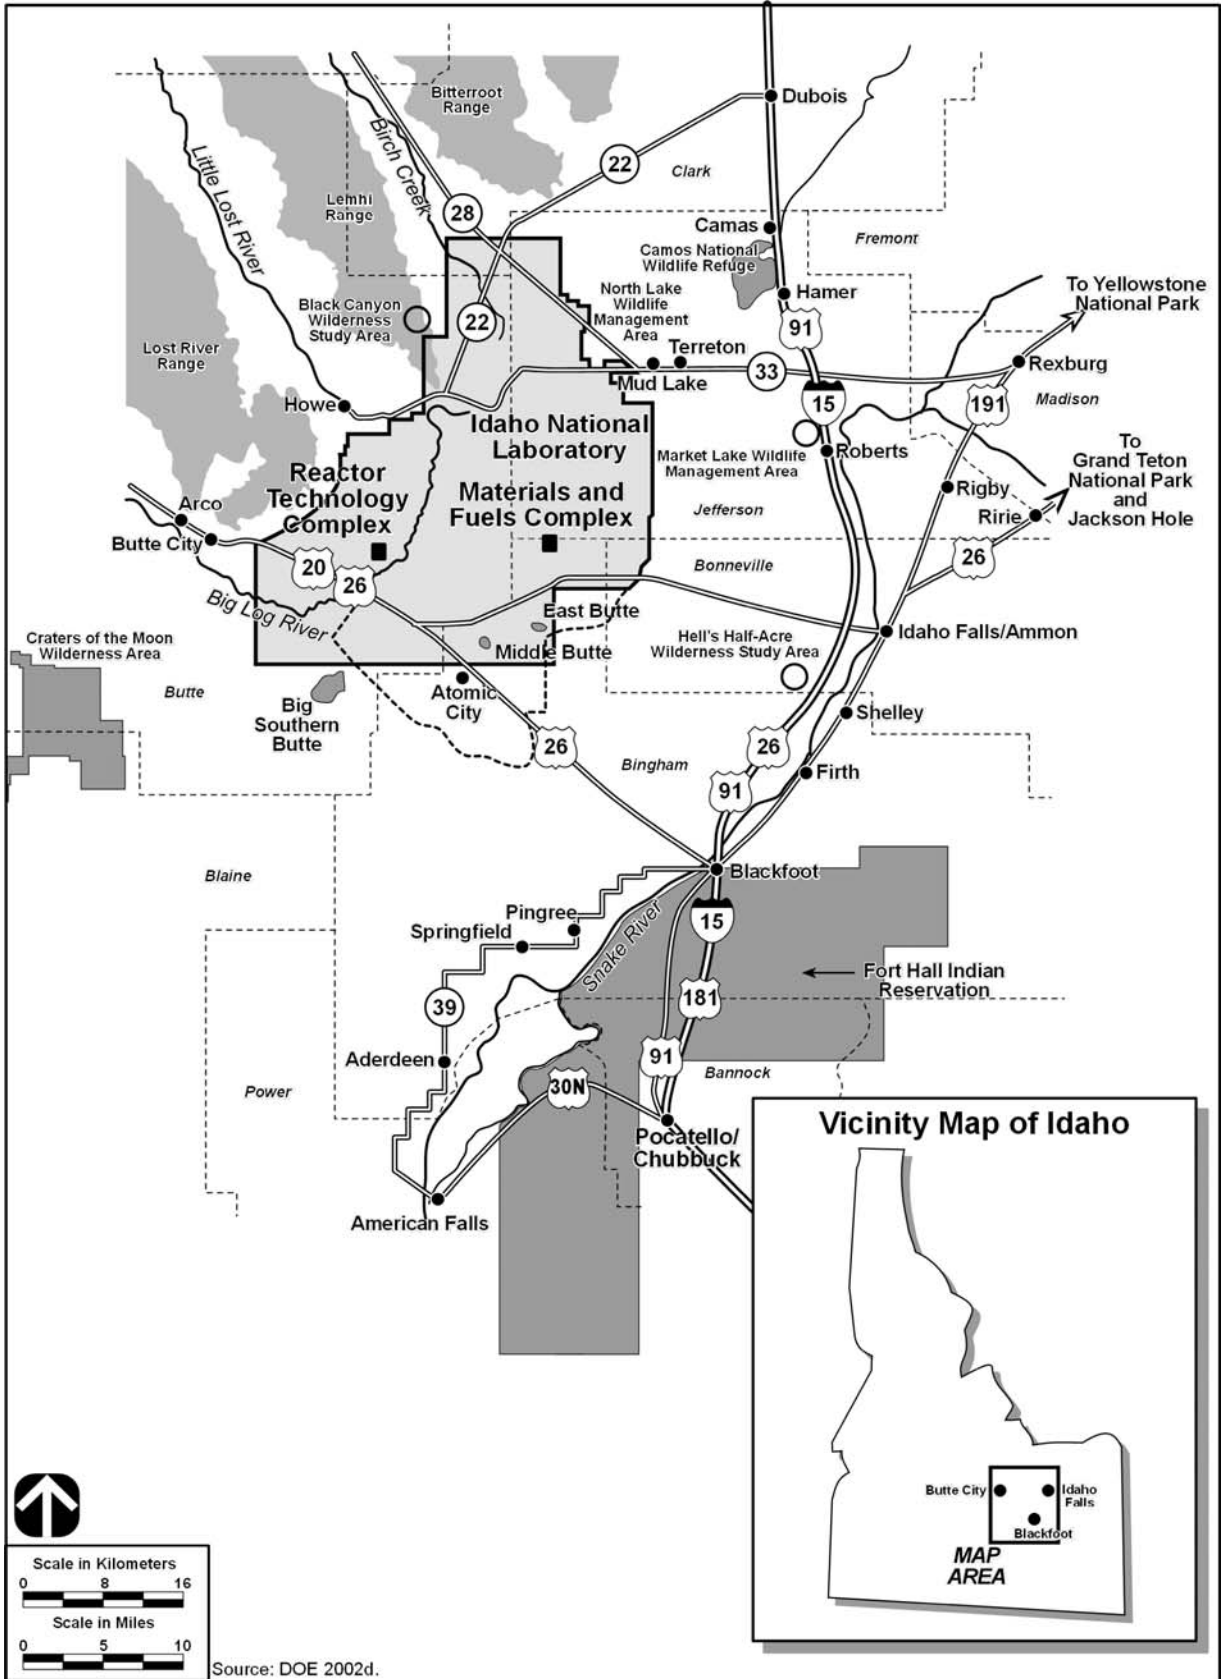 Bitterroot
Range
Dubois
Little Lost River
Birch Creek
22
Clark
Lemhi
Range
28
Camas
Fremont
Camos National
Wildlife Refuge
To Yellowstone
National Park
North Lake
Wildlife
Management
Area
Hamer
Black Canyon
Wilderness
Study Area
22
91
Lost River
Range
Terreton
Mud Lake
33
Rexburg
Howe
15
191
Madison
Idaho National
Laboratory
Market Lake Wildlife
Management Area
Roberts
To
Grand Teton
National Park
and
Jackson Hole
Reactor
Technology
Complex
Materials and
Fuels Complex
Rigby
Arco
Jefferson
Ririe
Butte City
20
26
Bonneville
26
Big Log River
East Butte
Middle Butte
Hell's Half-Acre
Wilderness Study Area
Idaho Falls/Ammon
Craters of the Moon
Wilderness Area
Butte
Big
Southern
Butte
Atomic
City
Shelley
26
26
Bingham
Firth
91
Blaine
Blackfoot
Pingree
Springfield
Snake River
15
Fort Hall Indian
Reservation
39
181
Aderdeen
91
Bannock
Power
30N
Pocatello/
Chubbuck
American Falls
Vicinity Map of Idaho
Butte City
Idaho
Falls
Blackfoot
MAP
AREA
Scale in Kilometers
0 8 16
Scale in Miles
0 5 10
Source: DOE 2002d.